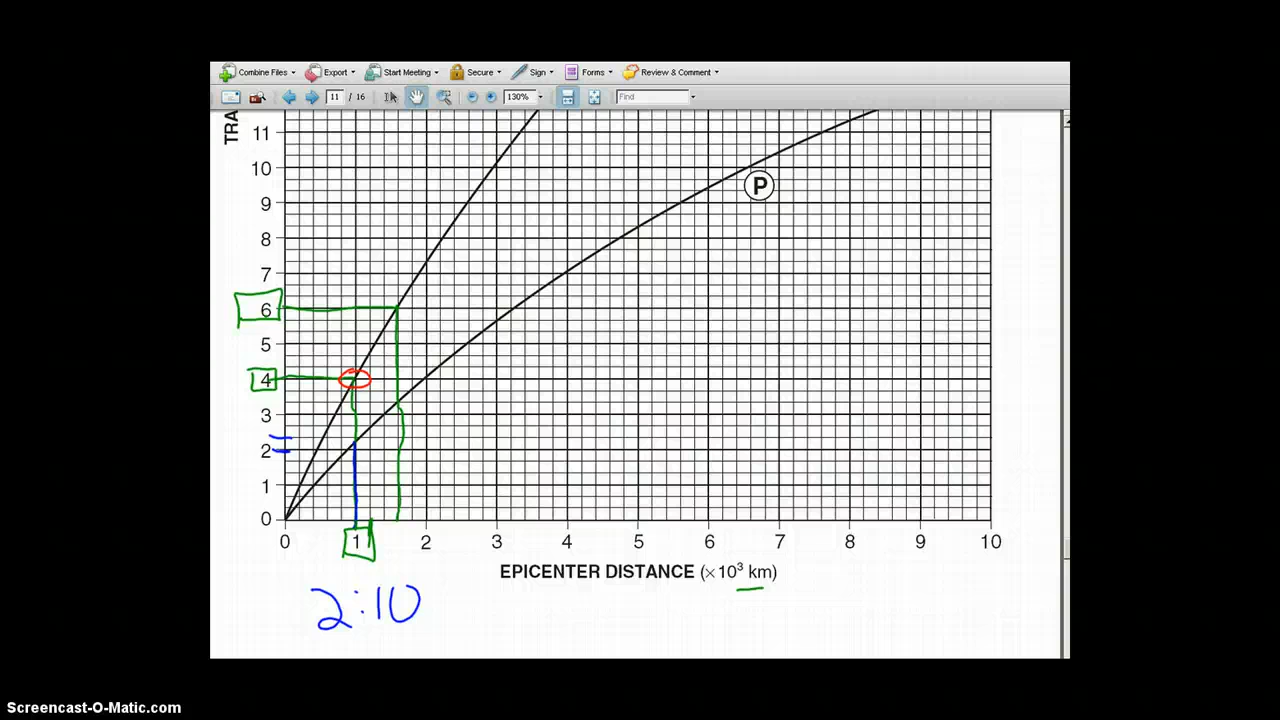 Combine Files Export Start Meeting Secure Sign Forms Review & Comment
11 / 16 130% Find
TRA
11
10
P
9
8
7
6
5
4
3
2
1
0
0 1 2 3 4 5 6 7 8 9 10
EPICENTER DISTANCE (×10³ km)
2:10
Screencast-O-Matic.com